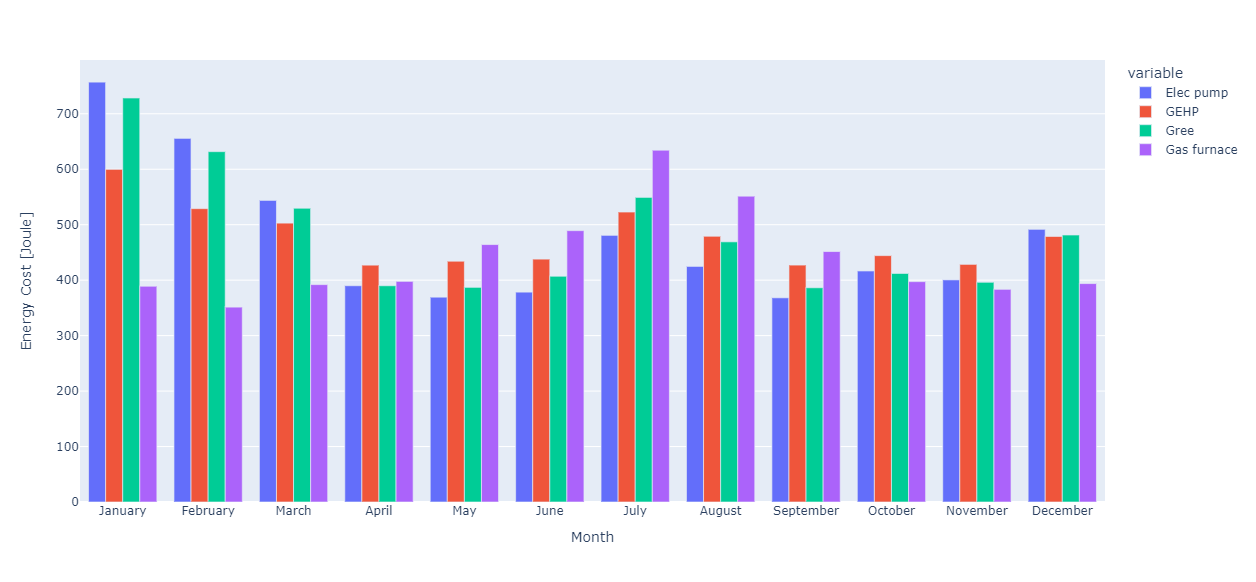 variable
Elec pump
GEHP
Gree
Gas furnace
Energy Cost [Joule]
700
600
500
400
300
200
100
0
January February March April May June July August September October November December
Month